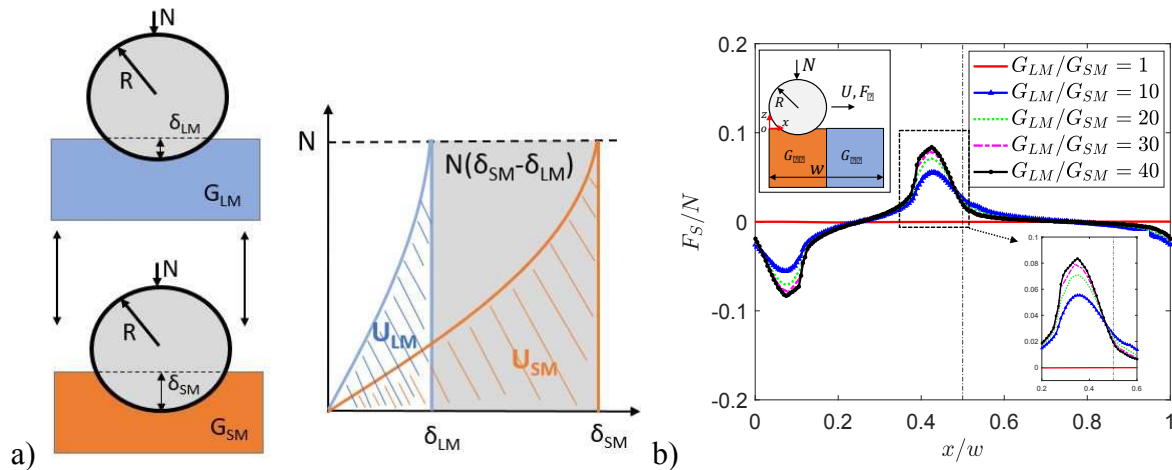 N
R
δLM
GLM
N
R
δSM
GSM
a)
N
N(δSM-δLM)
ULM
USM
δLM
δSM
b)
0.2
0.1
0
-0.1
-0.2
FS/N
0
0.2
0.4
0.6
0.8
1
x/w
N
R
U, F
z
o
x
G
G
w
GLM/GSM = 1
GLM/GSM = 10
GLM/GSM = 20
GLM/GSM = 30
GLM/GSM = 40
0.1
0.08
0.06
0.04
0.02
0
0.2
0.4
0.6